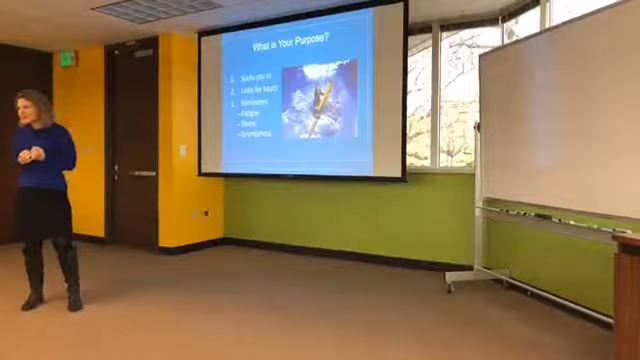 What is Your Purpose?
1. Sucks you in
2. Lasts for hours
3. Eliminates
–Fatigue
–Illness
–Grumpiness